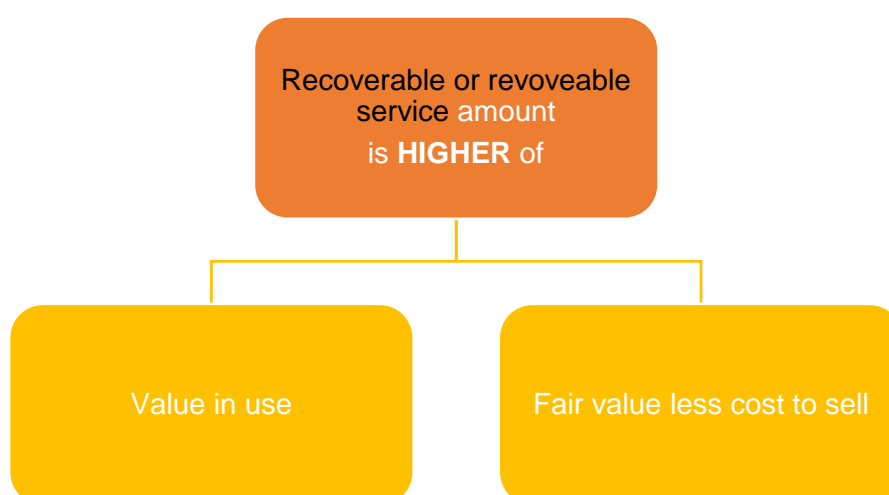 Recoverable or revoveable
service amount
is HIGHER of
Value in use
Fair value less cost to sell